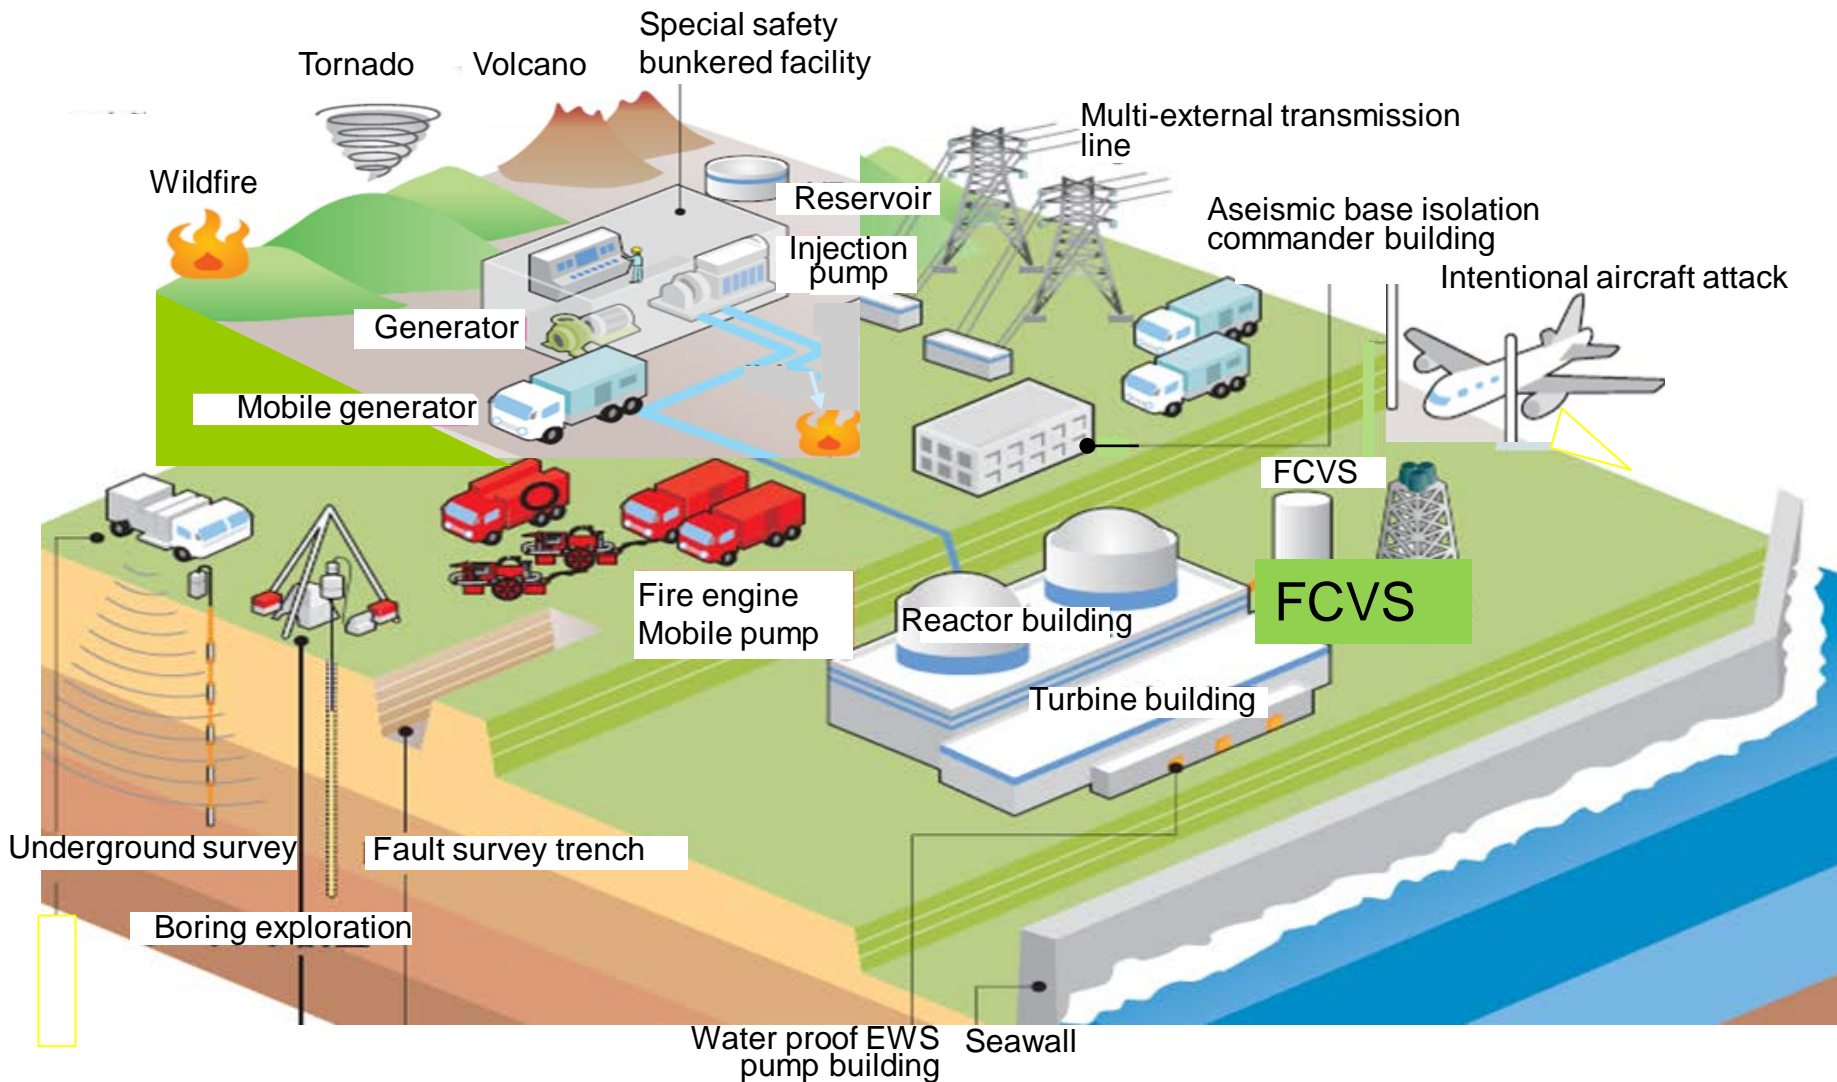 Special safety
bunkered facility
Tornado
Volcano
Multi-external transmission
line
Wildfire
Reservoir
Aseismic base isolation
commander building
Injection
pump
Intentional aircraft attack
Generator
Mobile generator
FCVS
Fire engine
Mobile pump
FCVS
Reactor building
Turbine building
Underground survey
Fault survey trench
Boring exploration
Water proof EWS
pump building
Seawall